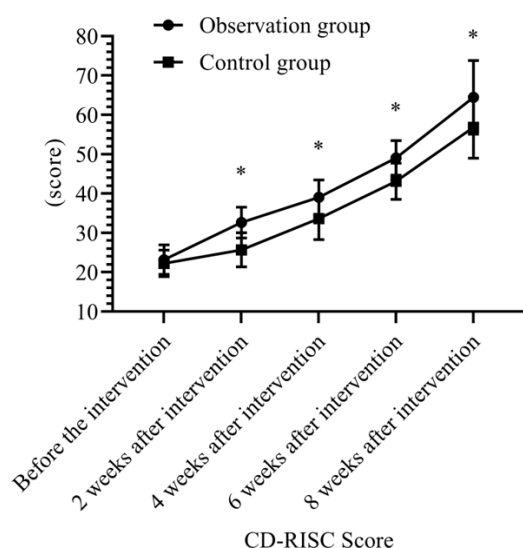 Observation group
Control group
80
70
60
50
40
30
20
10
(score)
*
*
*
*
Before the intervention
2 weeks after intervention
4 weeks after intervention
6 weeks after intervention
8 weeks after intervention
CD-RISC Score